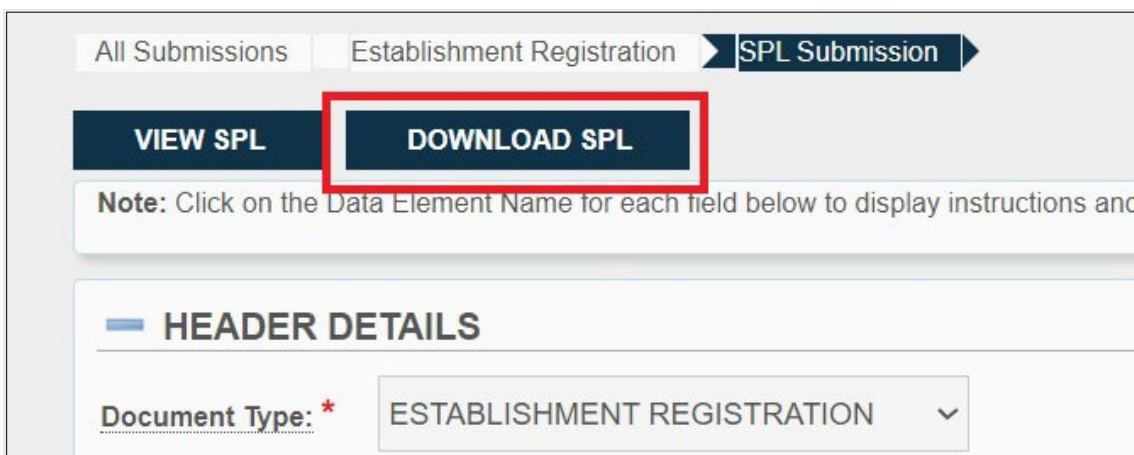 All Submissions Establishment Registration SPL Submission
VIEW SPL DOWNLOAD SPL
Note: Click on the Data Element Name for each field below to display instructions and
HEADER DETAILS
Document Type: * ESTABLISHMENT REGISTRATION